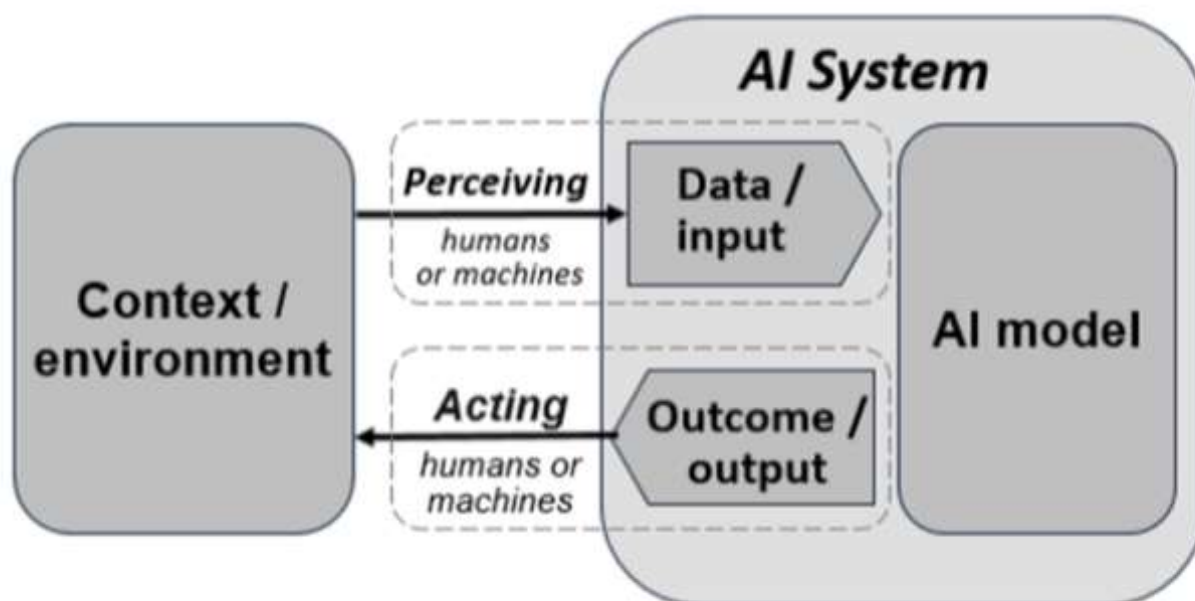 AI System
Context /
environment
Perceiving
humans
or machines
Data /
input
AI model
Acting
humans or
machines
Outcome /
output